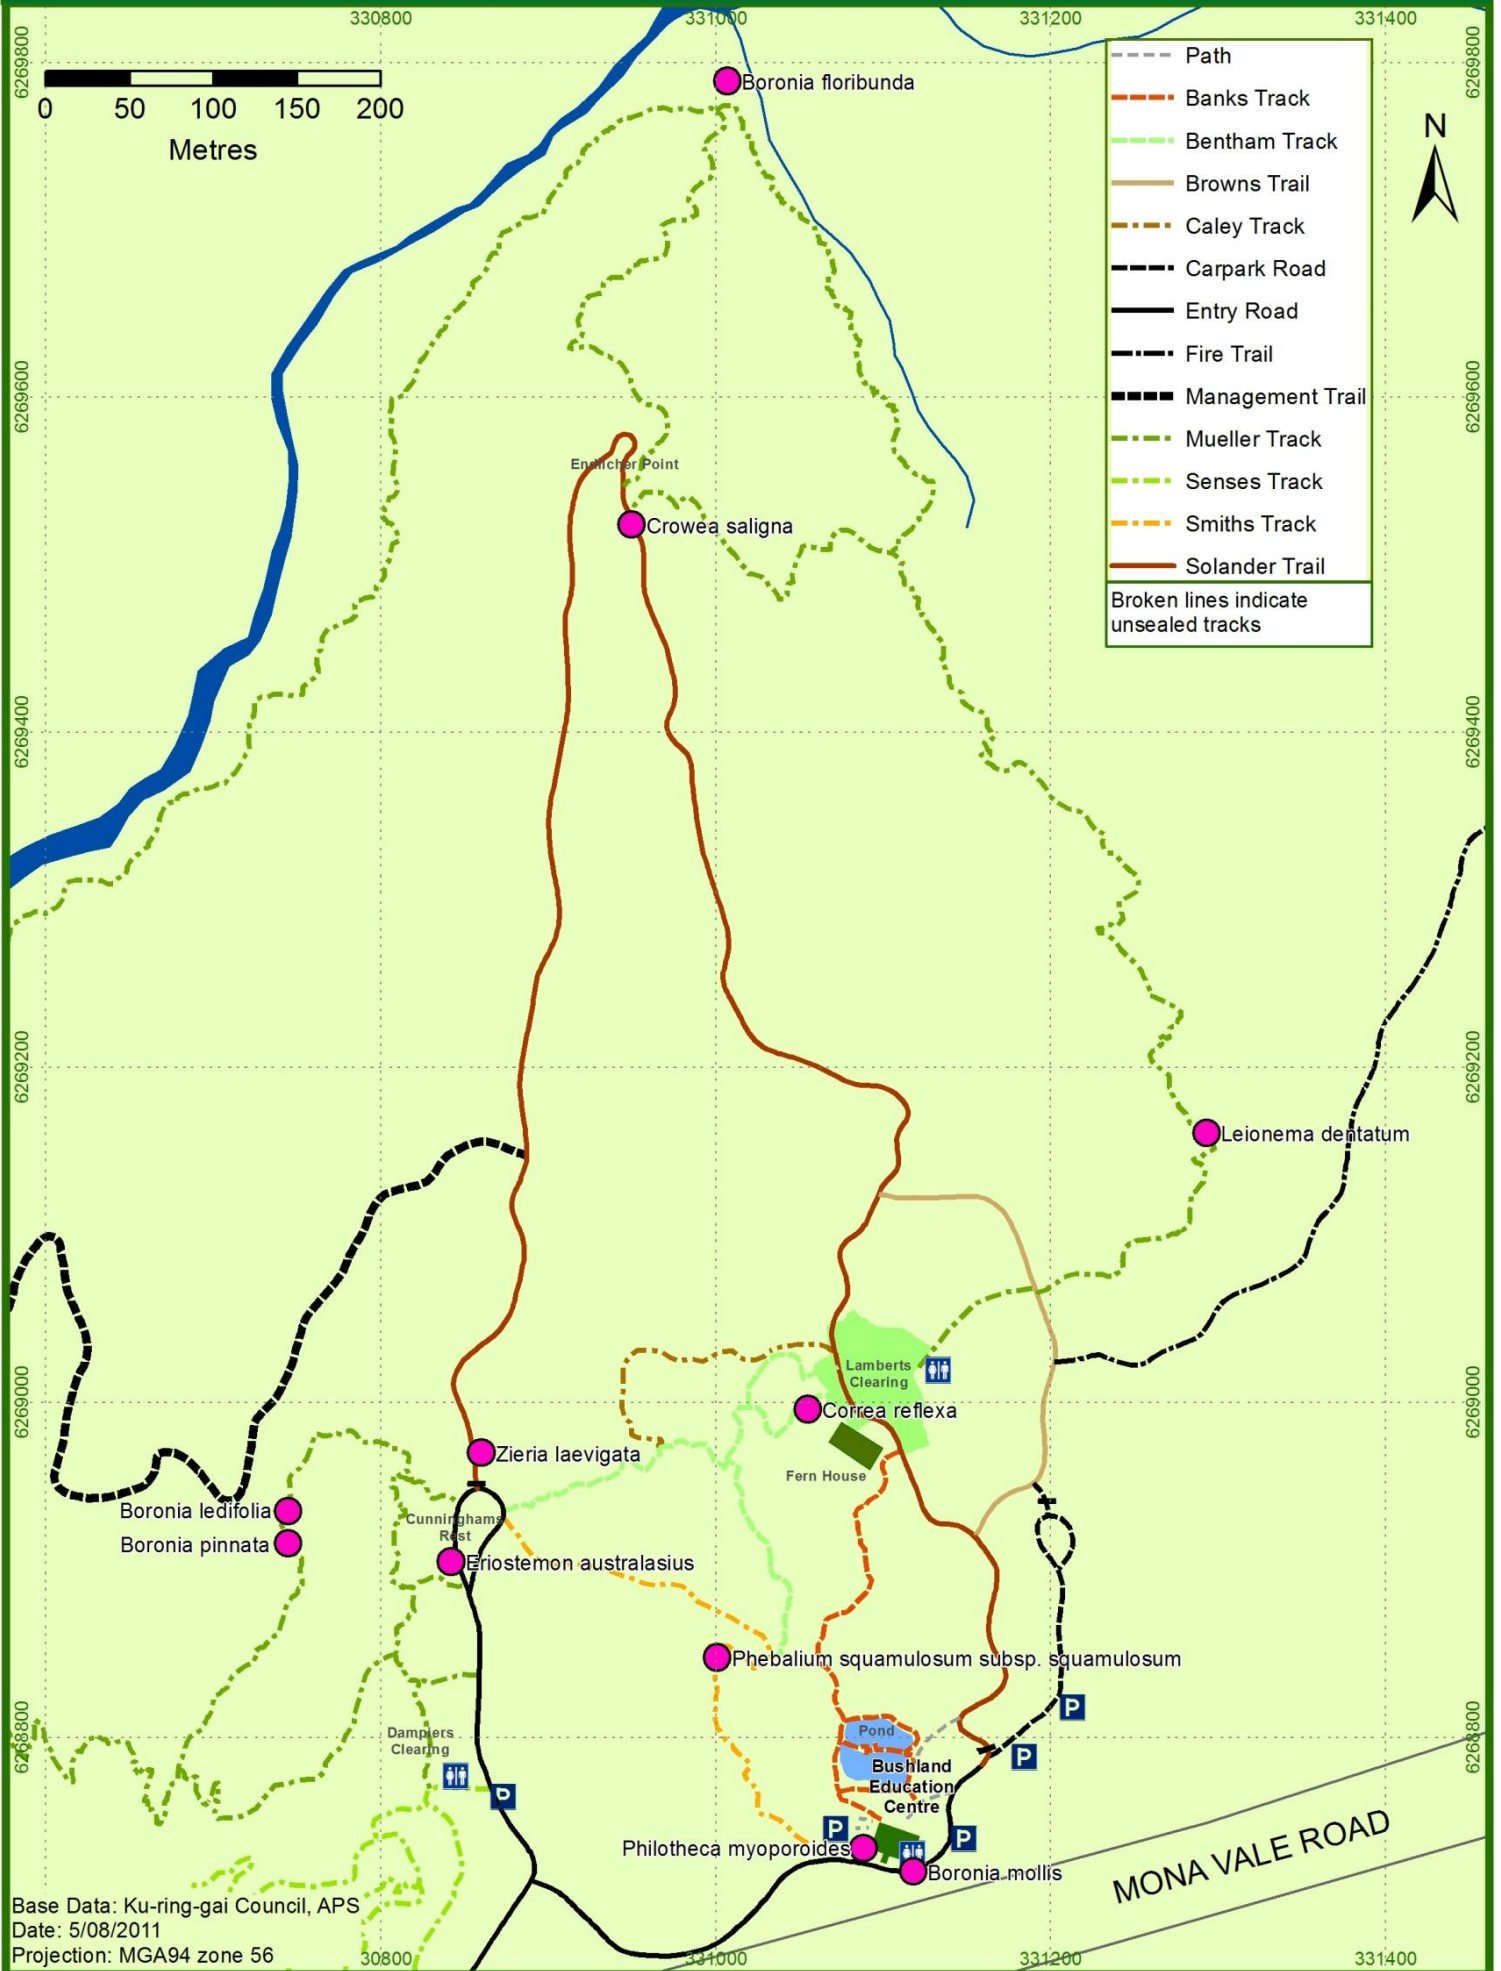 330800
331000
331200
331400
6269800
6269800
0 50 100 150 200
Metres
Boronia floribunda
Path
Banks Track
Bentham Track
Browns Trail
Caley Track
Carpark Road
Entry Road
Fire Trail
Management Trail
Mueller Track
Senses Track
Smiths Track
Solander Trail
Broken lines indicate
unsealed tracks
N
6269600
6269600
Endlicher Point
Crowea saligna
6269400
6269400
6269200
6269200
Leionema dentatum
Lamberts
Clearing
6269000
6269000
Correa reflexa
Zieria laevigata
Fern House
Boronia ledifolia
Cunninghams
Rest
Boronia pinnata
Eriostemon australasius
Phebalium squamulosum subsp. squamulosum
P
6268800
6268800
Dampiers
Clearing
Pond
P
Bushland
Education
Centre
P
P
P
Philotheca myoporoides
Boronia mollis
MONA VALE ROAD
Base Data: Ku-ring-gai Council, APS
Date: 5/08/2011
Projection: MGA94 zone 56
330800
331000
331200
331400